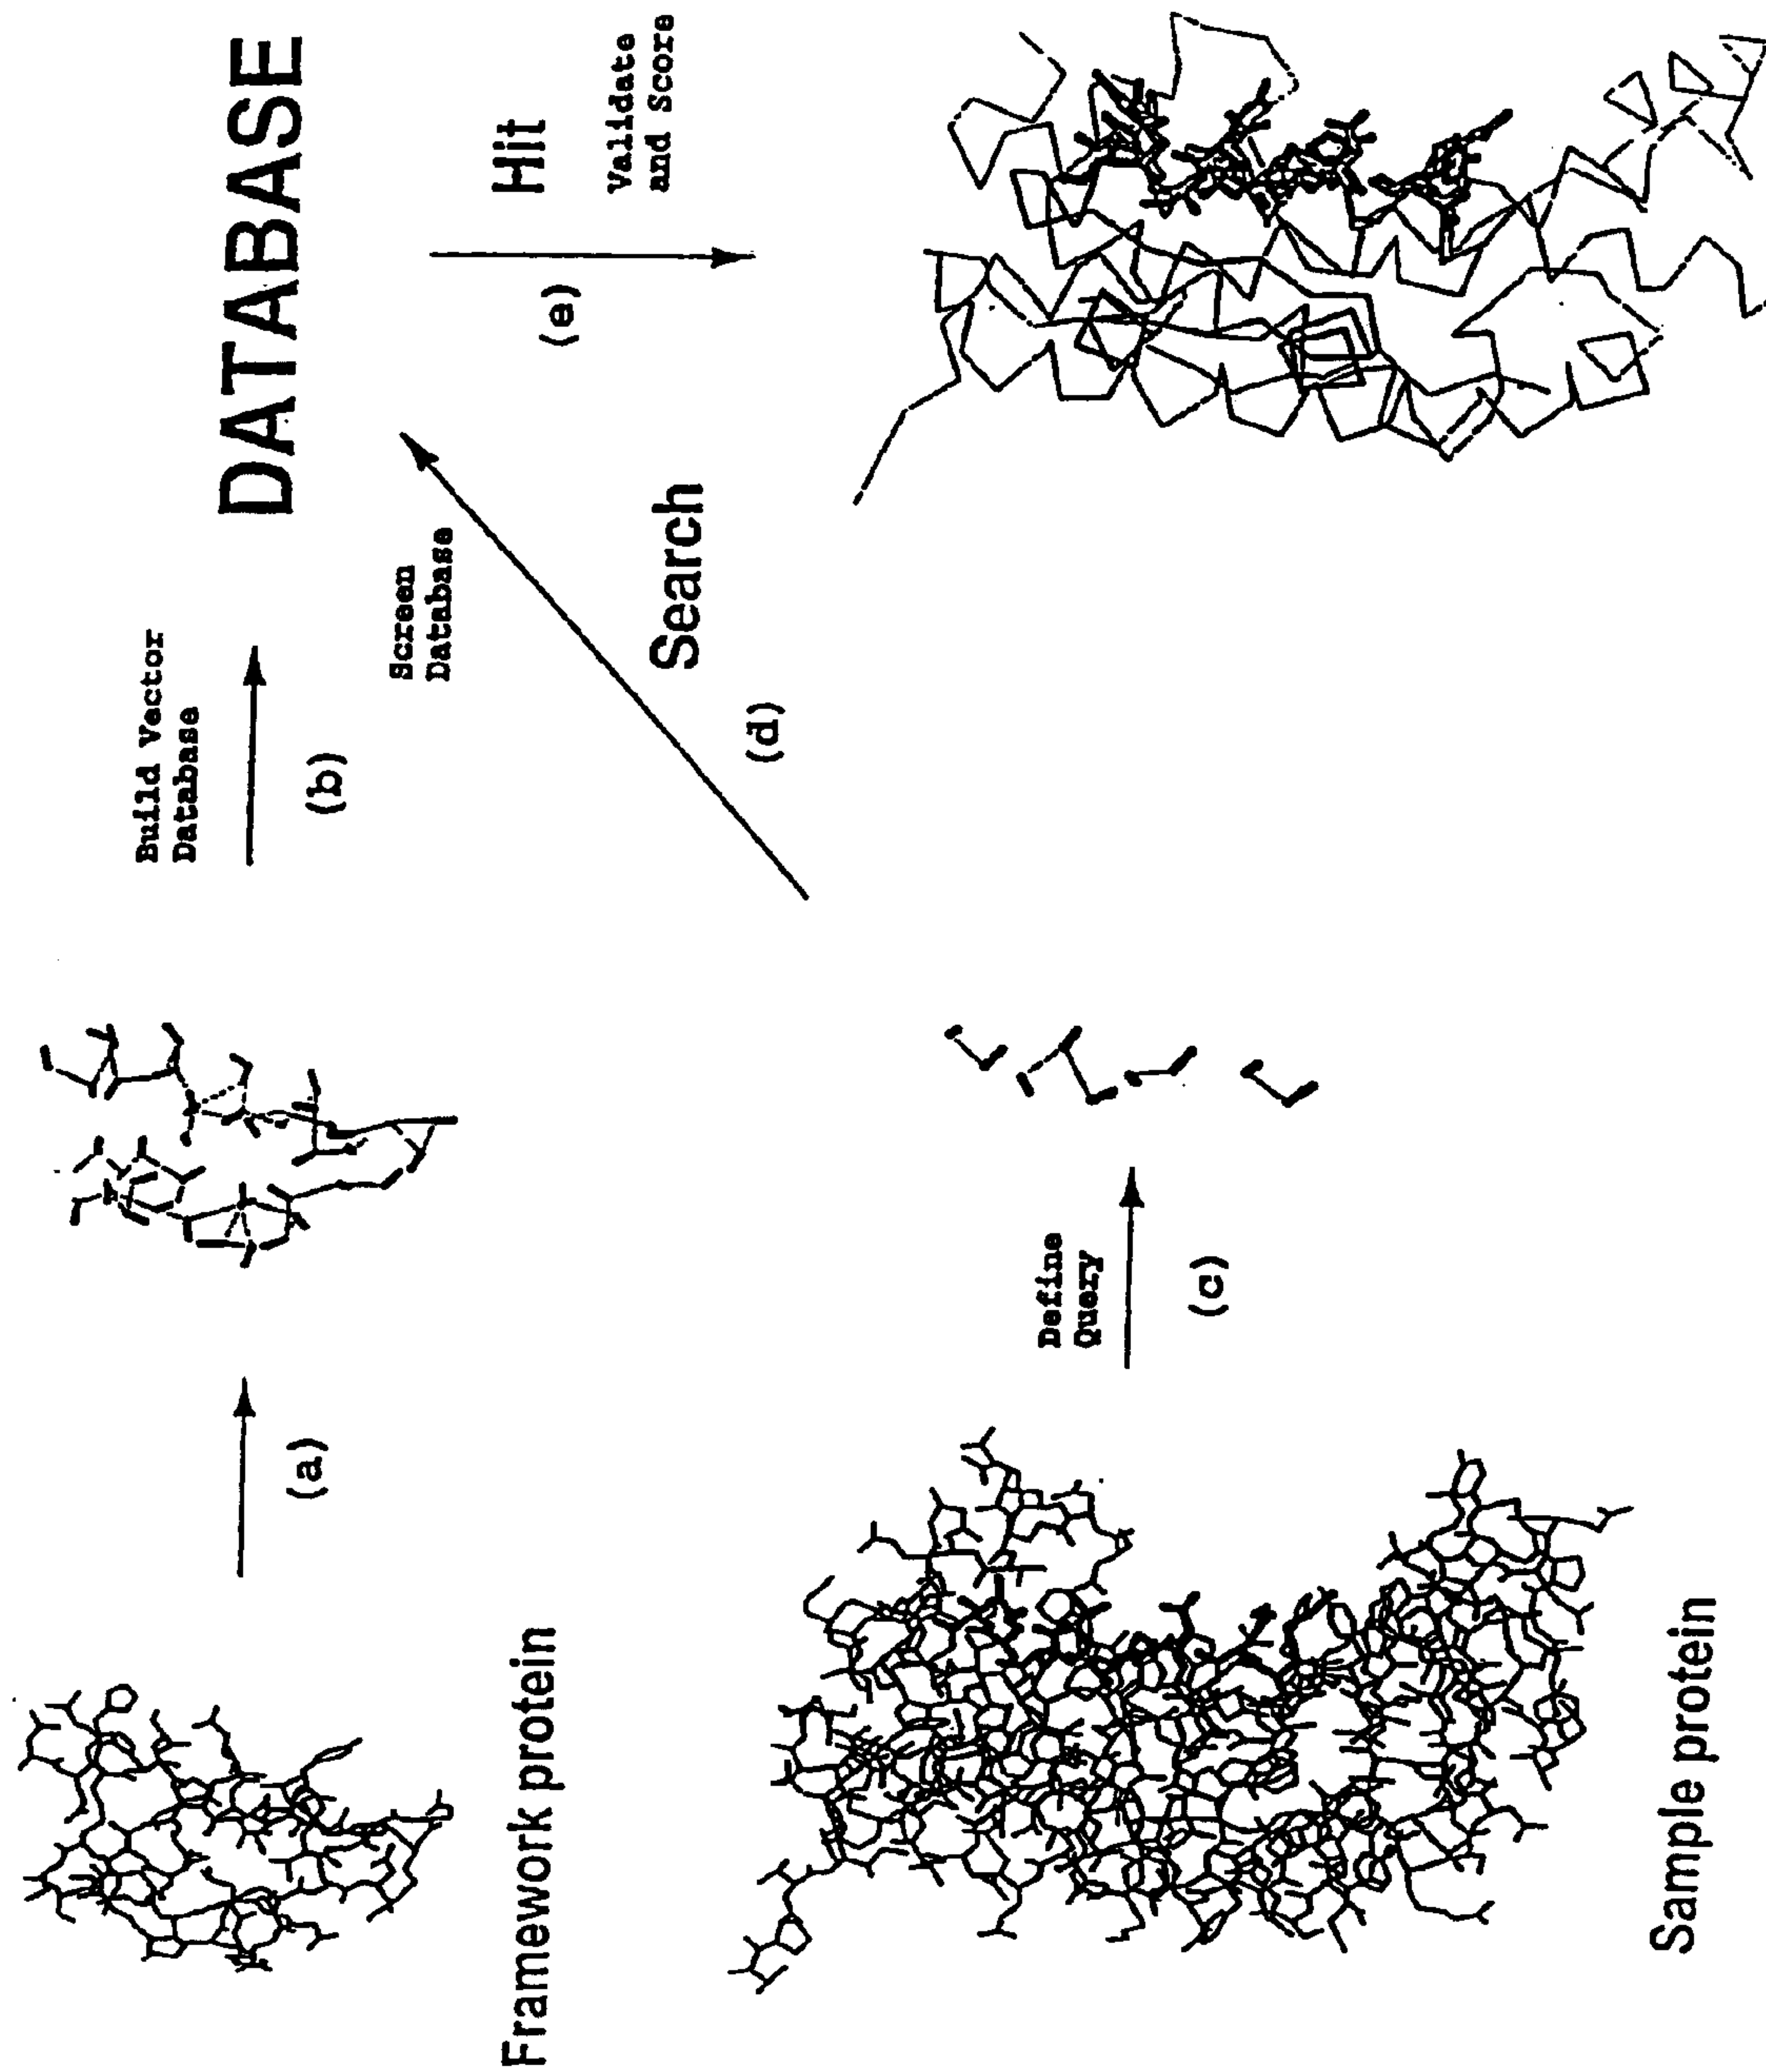 Framework protein
(a)
Build Vector
Database
(b)
DATABASE
Sample protein
Define
Query
(c)
Screen
Database
Search
(d)
(e)
Hit
Validate
and Score